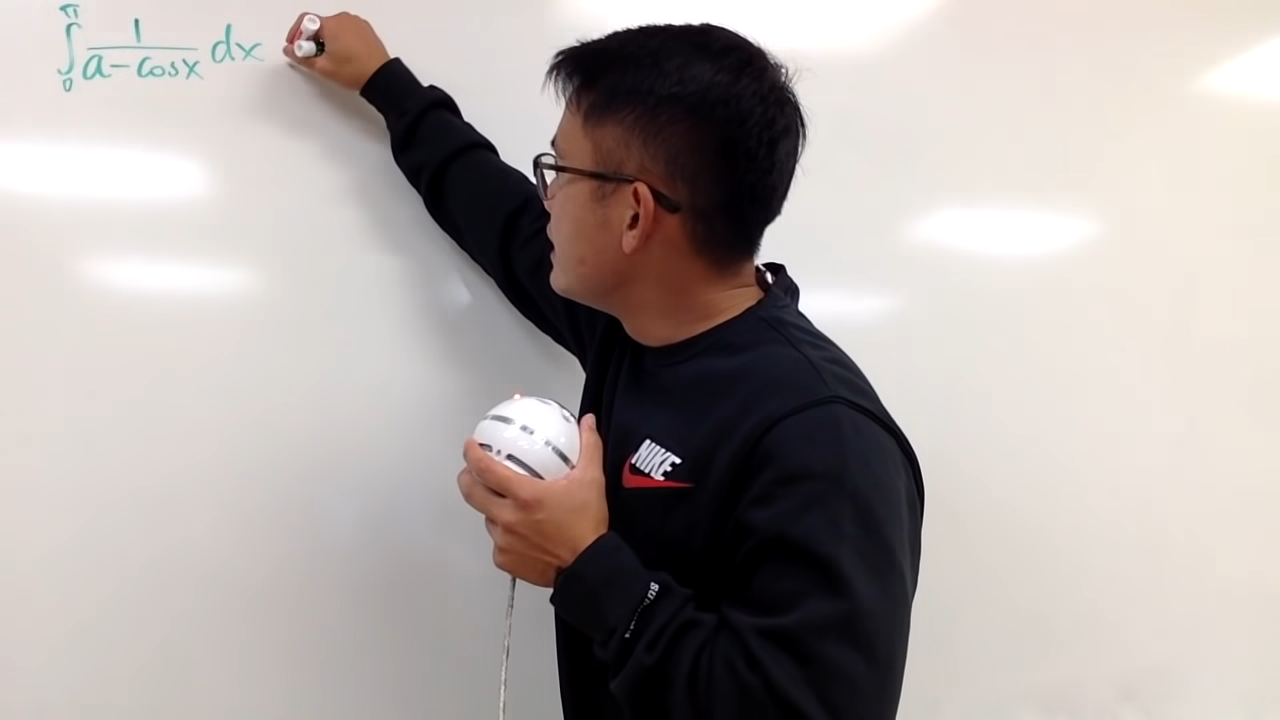 ∫₀^π 1/(a-cosx) dx
NIKE